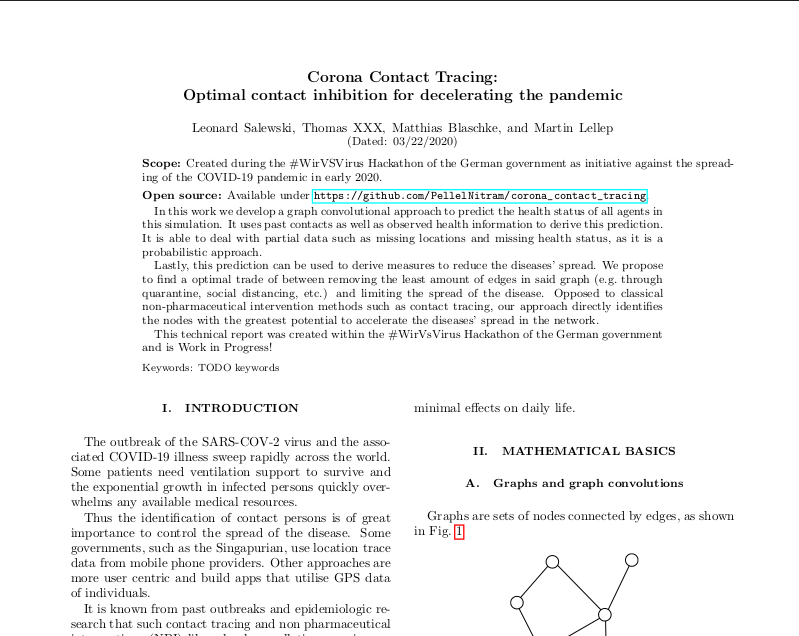 Corona Contact Tracing:
Optimal contact inhibition for decelerating the pandemic
Leonard Salewski, Thomas XXX, Matthias Blaschke, and Martin Lellep
(Dated: 03/22/2020)
Scope: Created during the #WirVSVirus Hackathon of the German government as initiative against the spread-
ing of the COVID-19 pandemic in early 2020.
Open source: Available under https://github.com/PellelNitram/corona_contact_tracing
In this work we develop a graph convolutional approach to predict the health status of all agents in
this simulation. It uses past contacts as well as observed health information to derive this prediction.
It is able to deal with partial data such as missing locations and missing health status, as it is a
probabilistic approach.
Lastly, this prediction can be used to derive measures to reduce the diseases' spread. We propose
to find a optimal trade of between removing the least amount of edges in said graph (e.g. through
quarantine, social distancing, etc.) and limiting the spread of the disease. Opposed to classical
non-pharmaceutical intervention methods such as contact tracing, our approach directly identifies
the nodes with the greatest potential to accelerate the diseases' spread in the network.
This technical report was created within the #WirVsVirus Hackathon of the German government
and is Work in Progress!
Keywords: TODO keywords
I. INTRODUCTION
The outbreak of the SARS-COV-2 virus and the asso-
ciated COVID-19 illness sweep rapidly across the world.
Some patients need ventilation support to survive and
the exponential growth in infected persons quickly over-
whelms any available medical resources.
Thus the identification of contact persons is of great
importance to control the spread of the disease. Some
governments, such as the Singapurian, use location trace
data from mobile phone providers. Other approaches are
more user centric and build apps that utilise GPS data
of individuals.
It is known from past outbreaks and epidemiologic re-
search that such contact tracing and non pharmaceutical
minimal effects on daily life.
II. MATHEMATICAL BASICS
A. Graphs and graph convolutions
Graphs are sets of nodes connected by edges, as shown
in Fig. 1